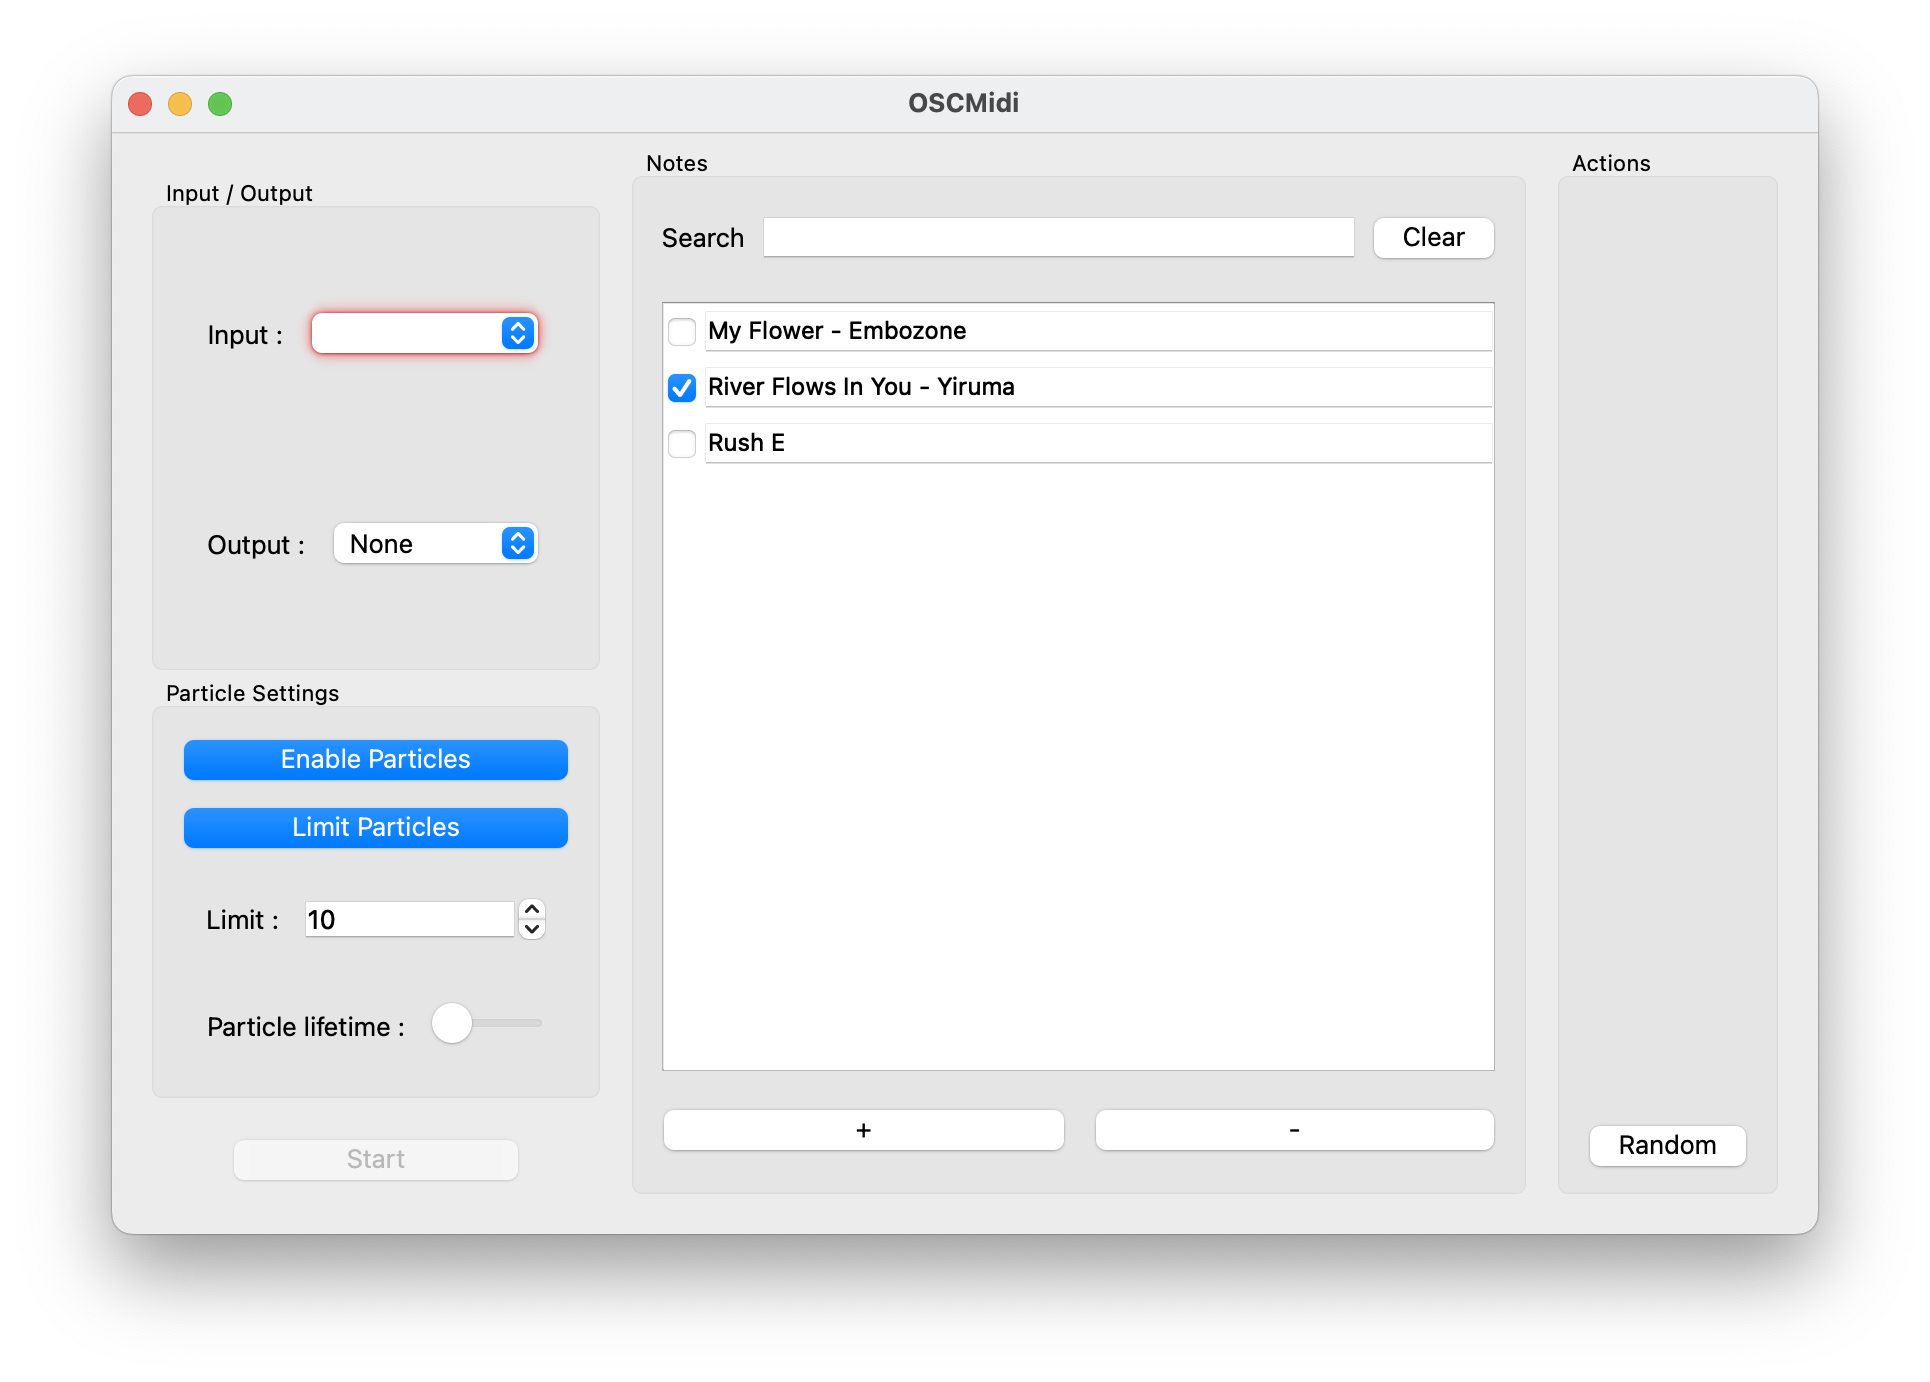 OSCMidi
Input / Output
Input :
Output :
None
Particle Settings
Enable Particles
Limit Particles
Limit :
10
Particle lifetime :
Start
Notes
Search
Clear
My Flower - Embozone
River Flows In You - Yiruma
Rush E
+
-
Actions
Random